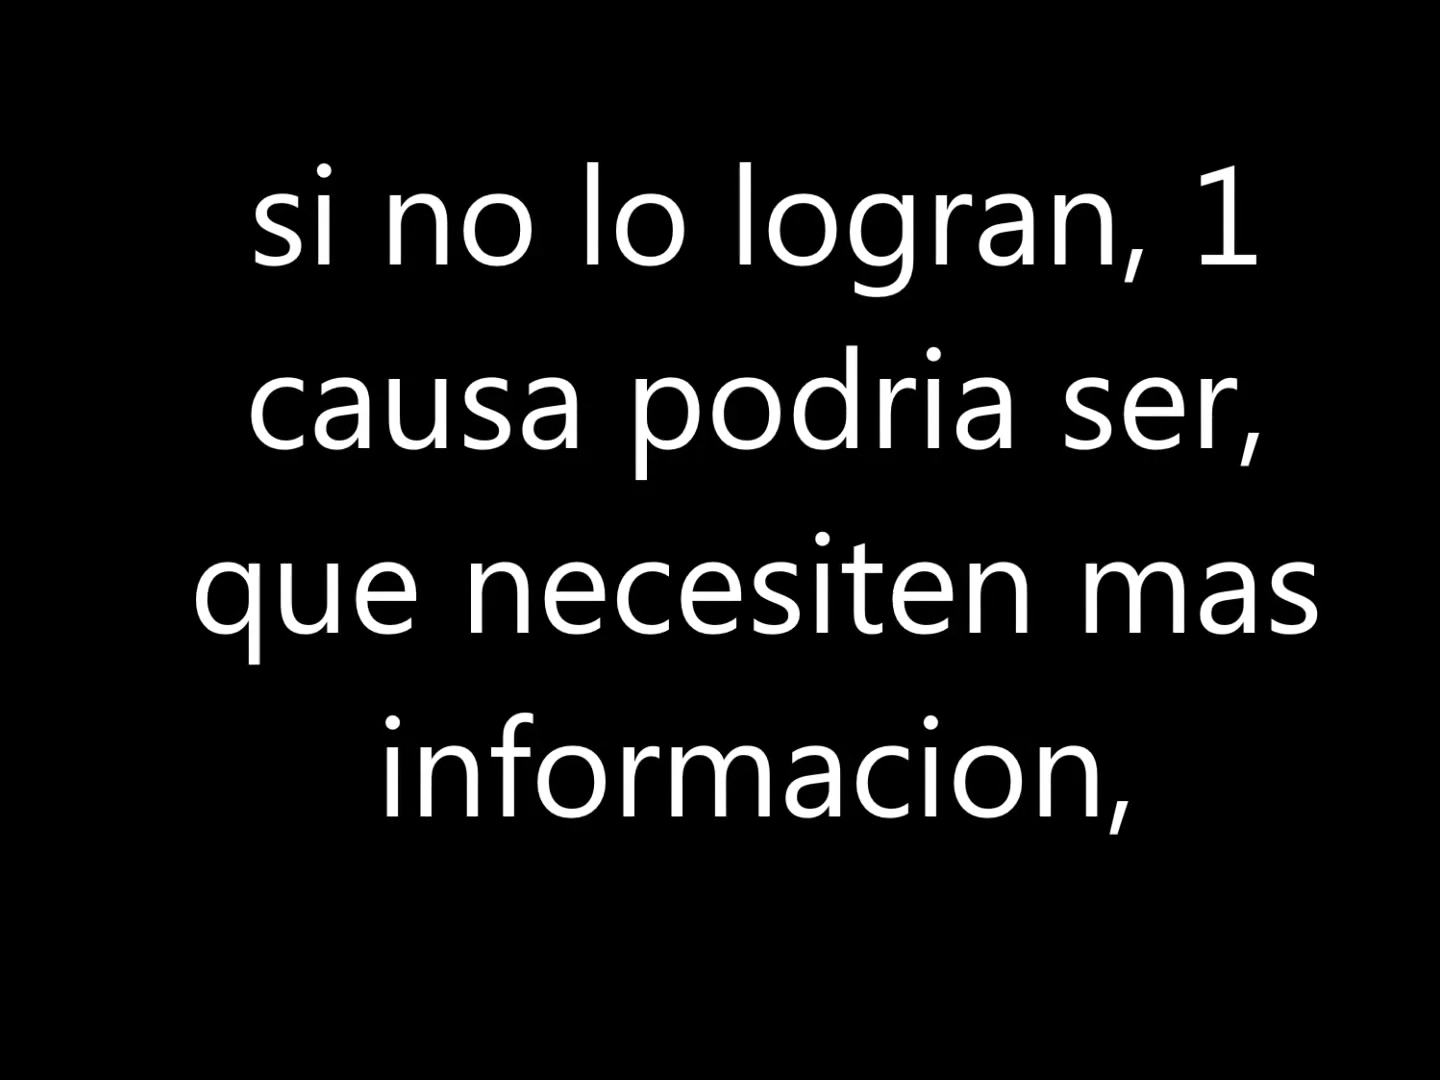 si no lo logran, 1
causa podria ser,
que necesiten mas
informacion,